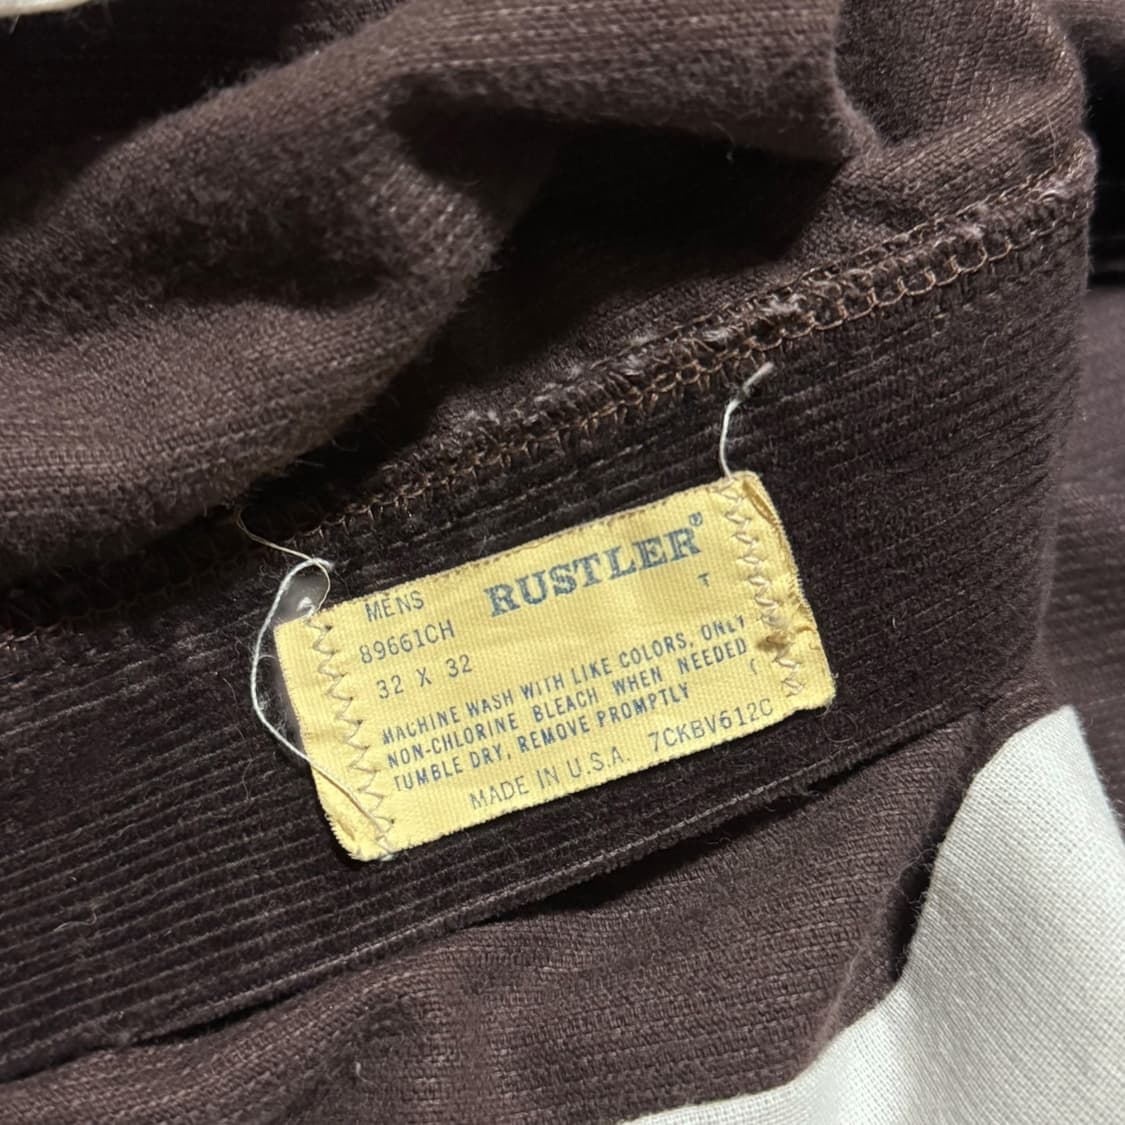 RUSTLER®
MENS
89661CH T
32 X 32
MACHINE WASH WITH LIKE COLORS, ONLY
NON-CHLORINE BLEACH WHEN NEEDED
TUMBLE DRY, REMOVE PROMPTLY
MADE IN U.S.A. 7CKBV612C